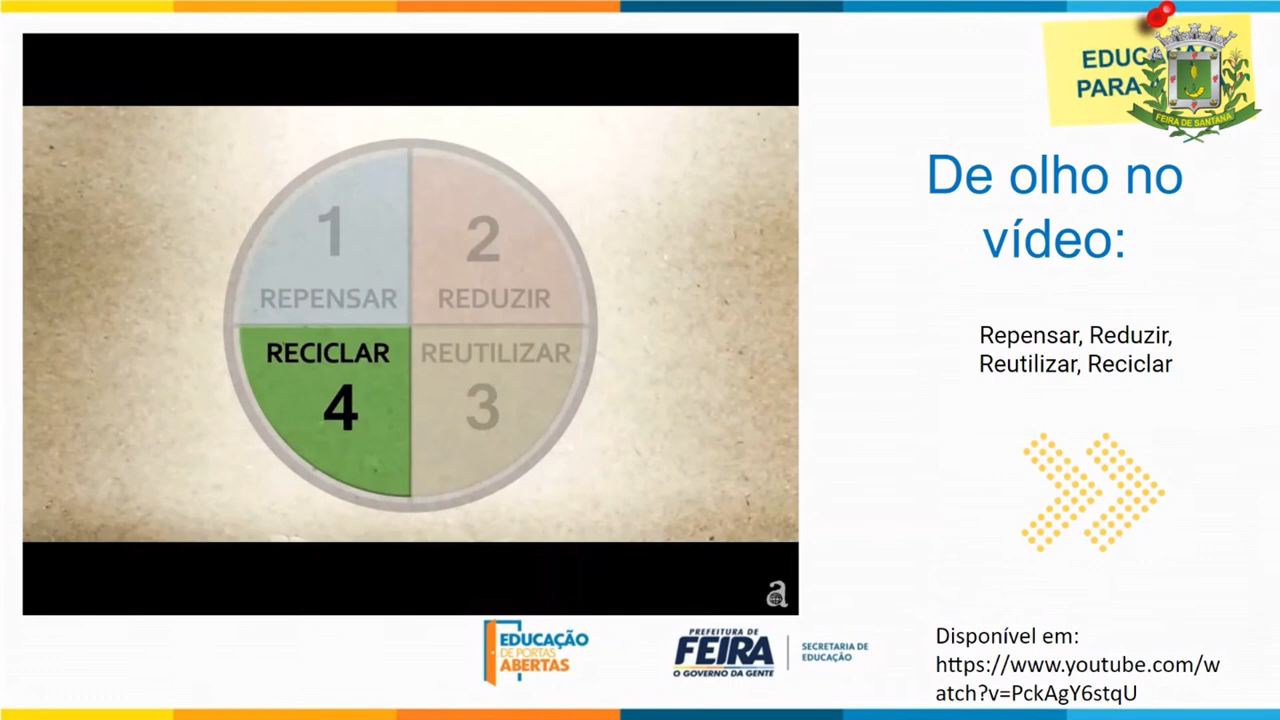 EDUC
PARA
FEIRA DE SANTANA
De olho no
vídeo:
1
REPENSAR
2
REDUZIR
RECICLAR
4
REUTILIZAR
3
Repensar, Reduzir,
Reutilizar, Reciclar
a
EDUCAÇÃO
DE PORTAS
ABERTAS
PREFEITURA DE
FEIRA
O GOVERNO DA GENTE
SECRETARIA DE
EDUCAÇÃO
Disponível em:
https://www.youtube.com/w
atch?v=PckAgY6stqU